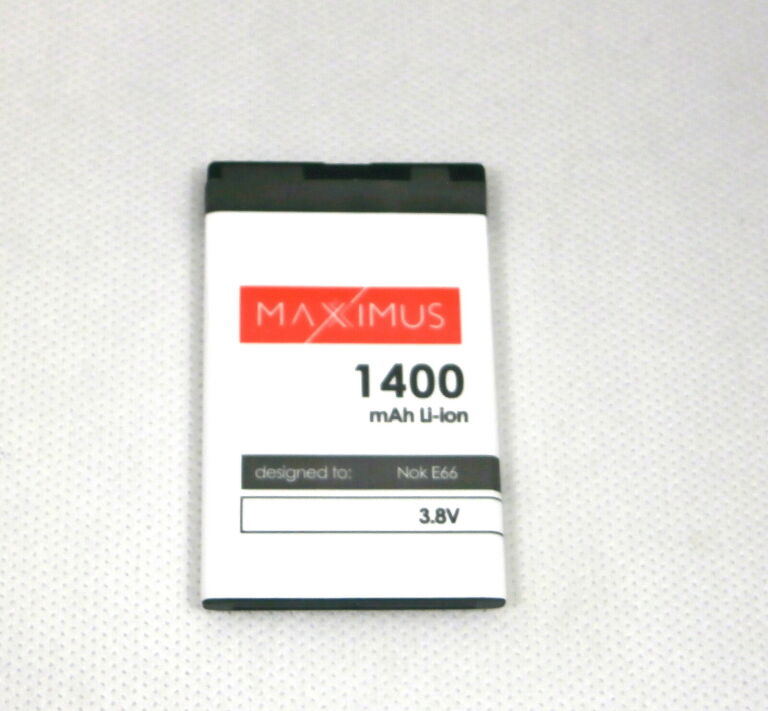 MAXIMUS
1400
mAh Li-ion
designed to: Nok E66
3.8V